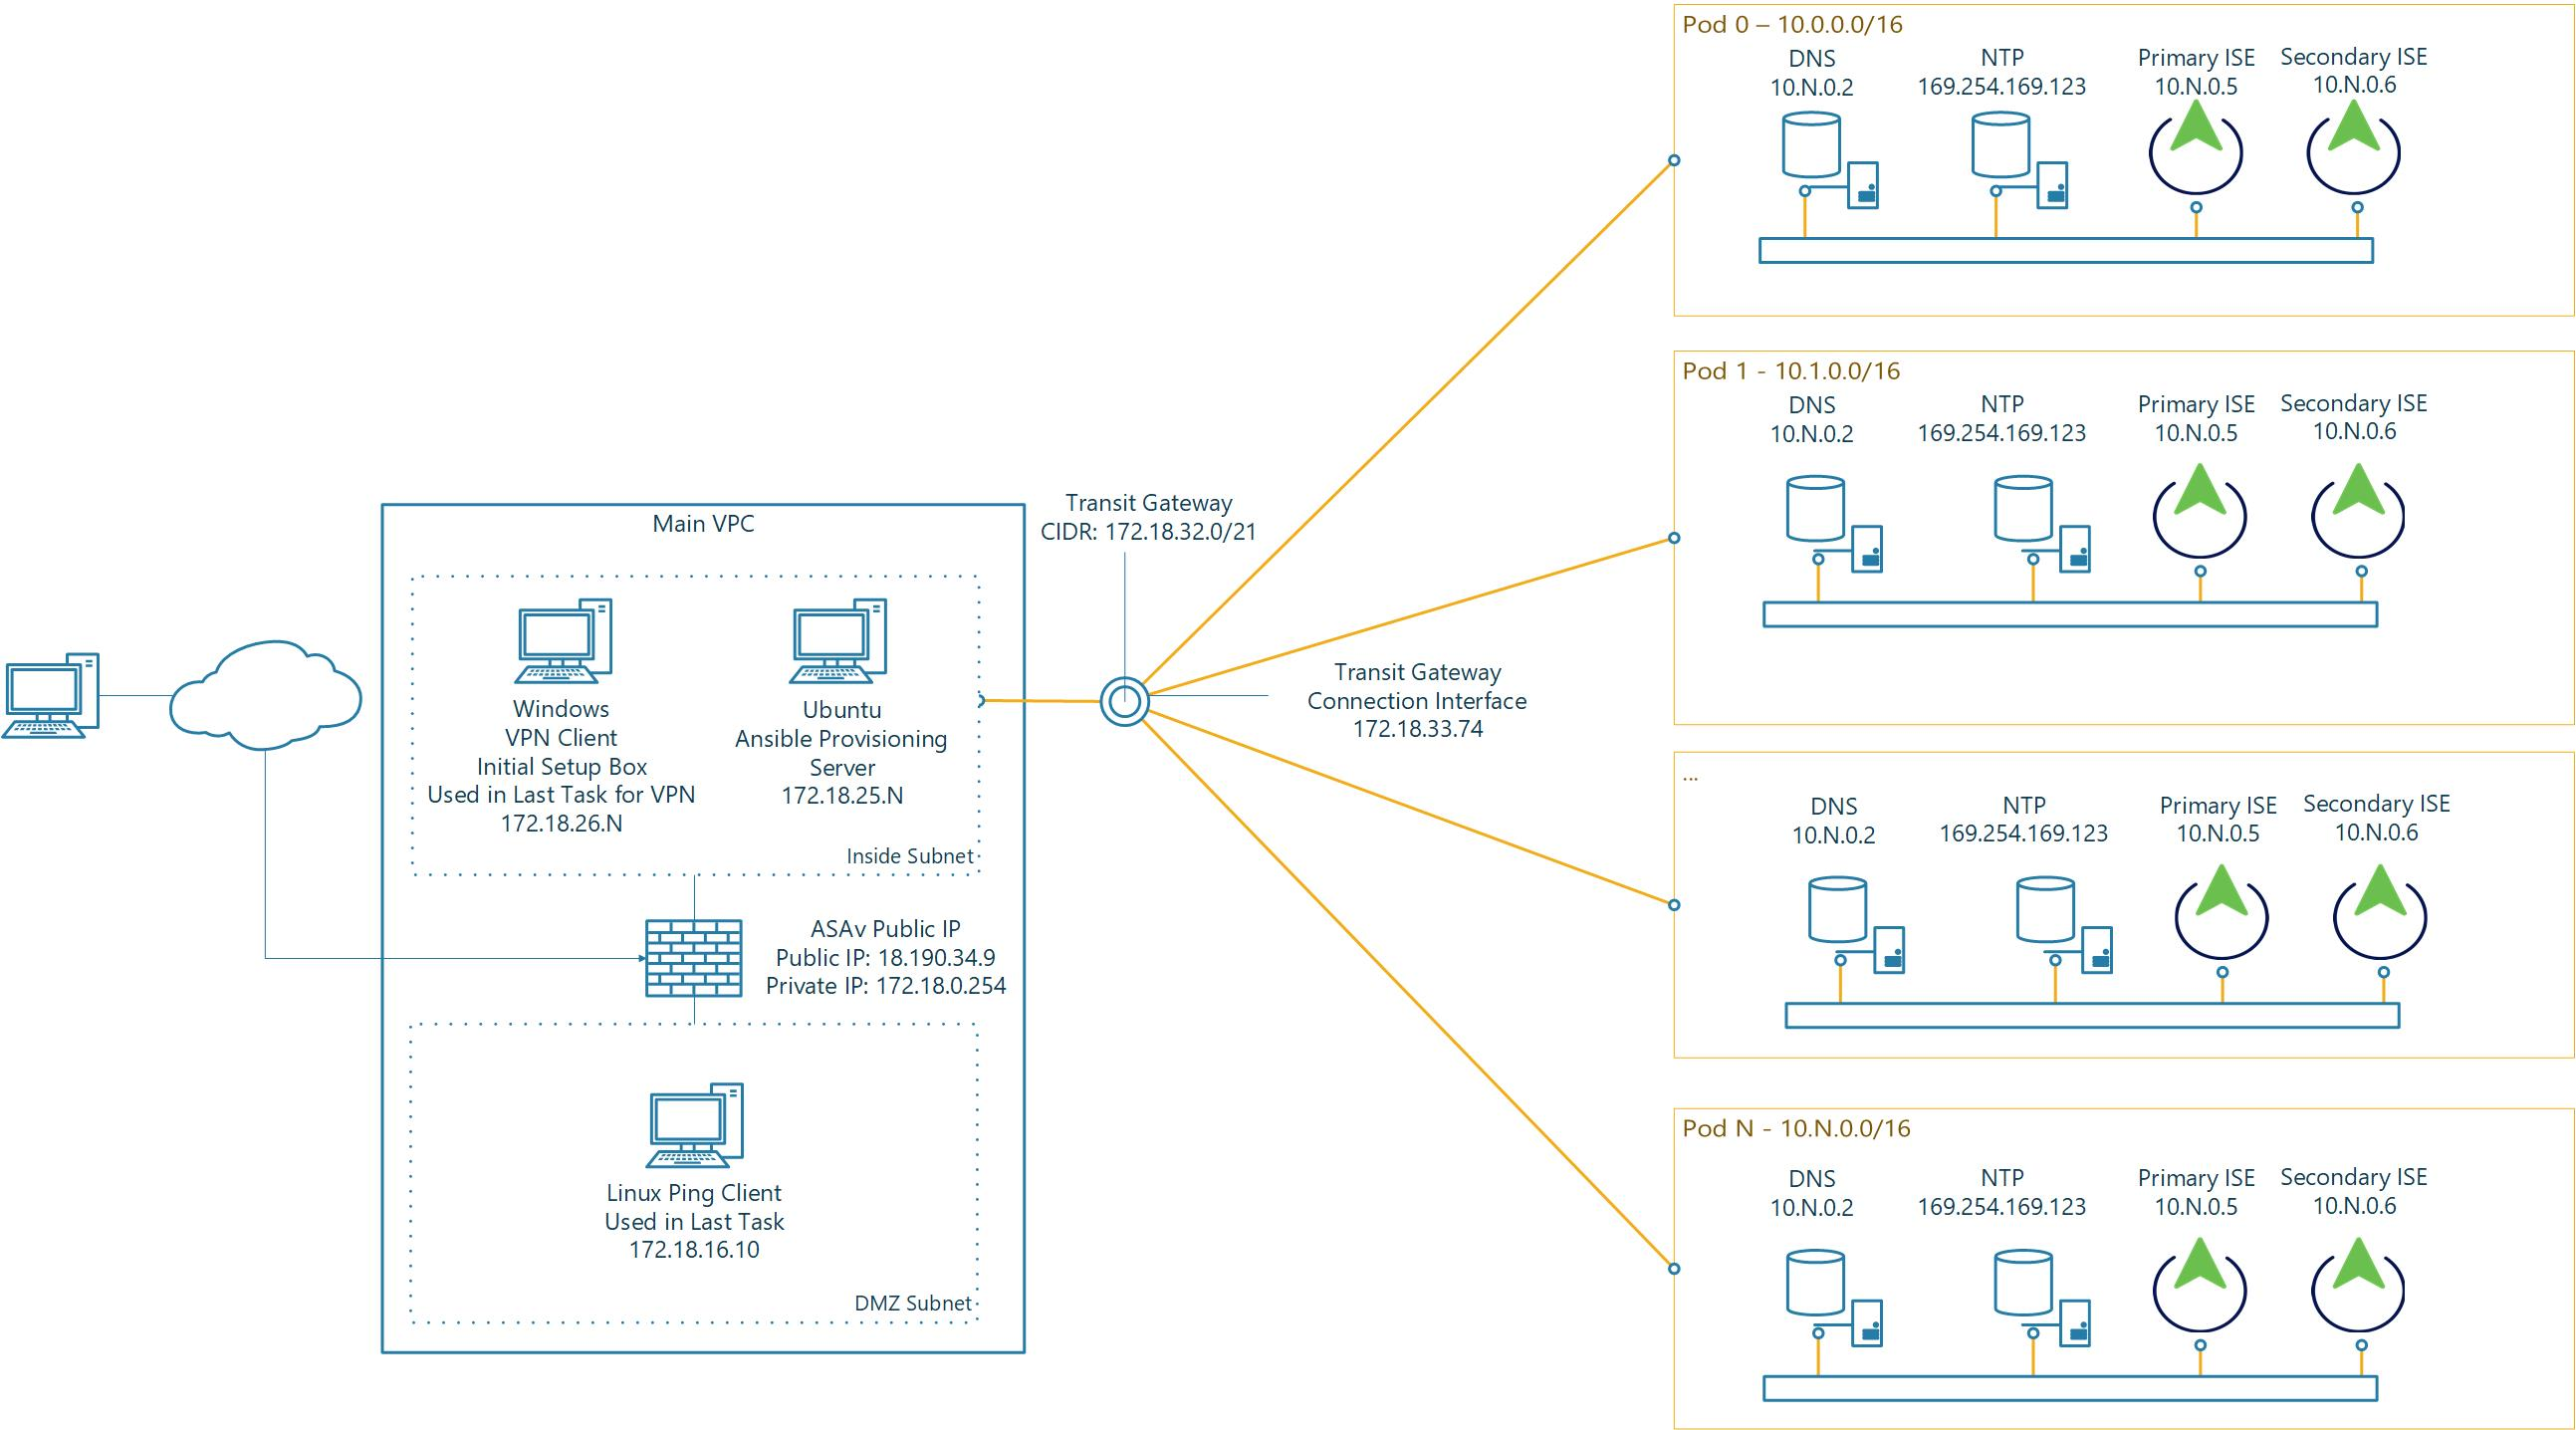 Pod 0 – 10.0.0.0/16
DNS
10.N.0.2
NTP
169.254.169.123
Primary ISE
10.N.0.5
Secondary ISE
10.N.0.6
Pod 1 - 10.1.0.0/16
DNS
10.N.0.2
NTP
169.254.169.123
Primary ISE
10.N.0.5
Secondary ISE
10.N.0.6
Transit Gateway
CIDR: 172.18.32.0/21
Main VPC
Transit Gateway
Connection Interface
172.18.33.74
Windows
VPN Client
Initial Setup Box
Used in Last Task for VPN
172.18.26.N
Ubuntu
Ansible Provisioning
Server
172.18.25.N
Inside Subnet
...
DNS
10.N.0.2
NTP
169.254.169.123
Primary ISE
10.N.0.5
Secondary ISE
10.N.0.6
ASAv Public IP
Public IP: 18.190.34.9
Private IP: 172.18.0.254
Linux Ping Client
Used in Last Task
172.18.16.10
DMZ Subnet
Pod N - 10.N.0.0/16
DNS
10.N.0.2
NTP
169.254.169.123
Primary ISE
10.N.0.5
Secondary ISE
10.N.0.6